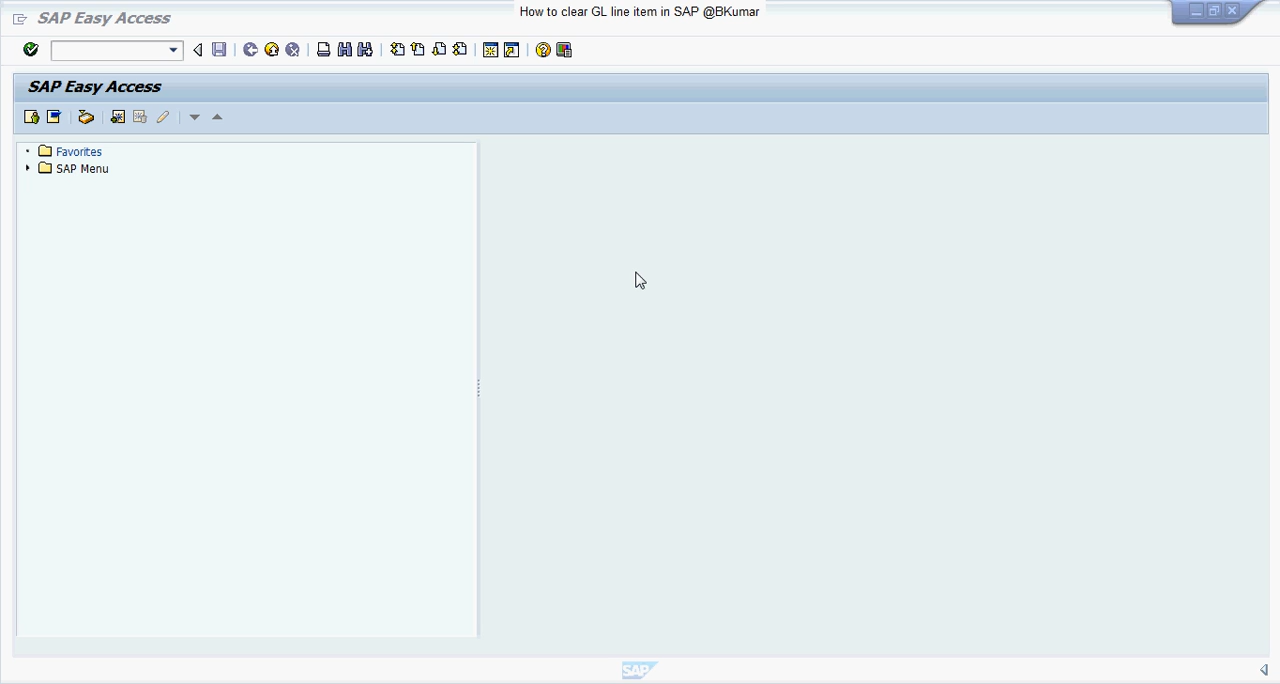 SAP Easy Access
How to clear GL line item in SAP @BKumar
SAP Easy Access
Favorites
SAP Menu
SAP